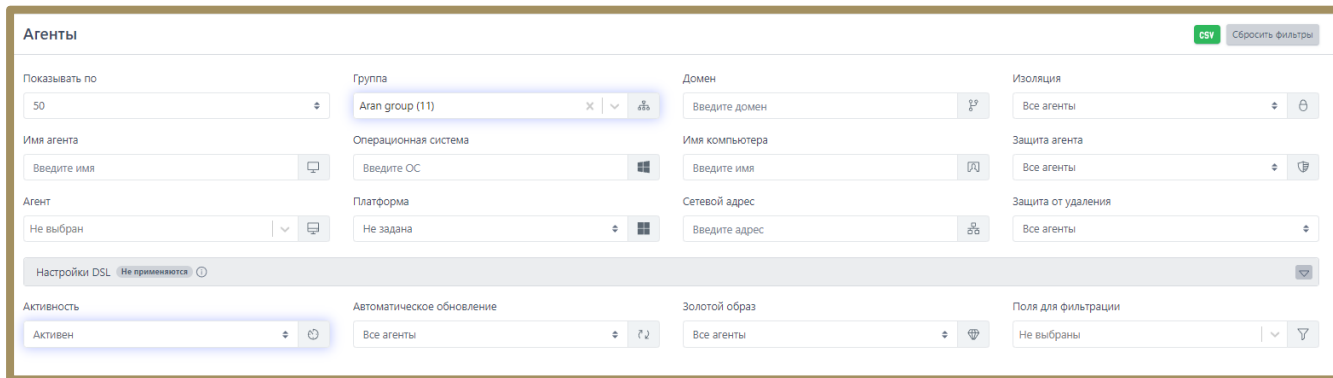 Агенты
CSV Сбросить фильтры
Показывать по Группа Домен Изоляция
50 Aran group (11) Введите домен Все агенты
Имя агента Операционная система Имя компьютера Защита агента
Введите имя Введите ОС Введите имя Все агенты
Агент Платформа Сетевой адрес Защита от удаления
Не выбран Не задана Введите адрес Все агенты
Настройки DSL Не применяются
Активность Автоматическое обновление Золотой образ Поля для фильтрации
Активен Все агенты Все агенты Не выбраны